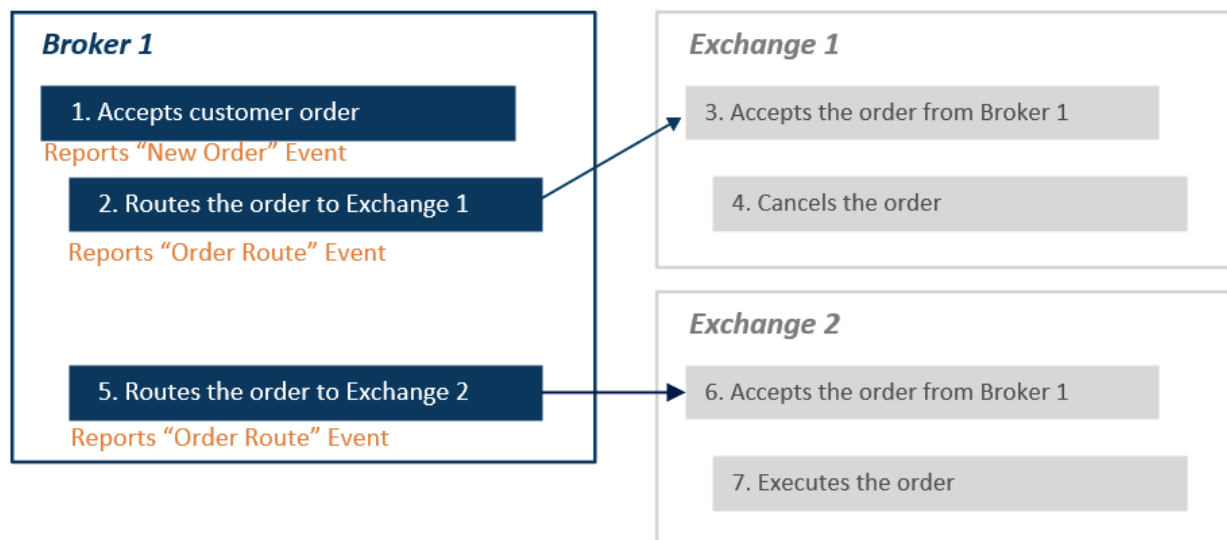 Broker 1
1. Accepts customer order
Reports “New Order” Event
2. Routes the order to Exchange 1
Reports “Order Route” Event
5. Routes the order to Exchange 2
Reports “Order Route” Event
Exchange 1
3. Accepts the order from Broker 1
4. Cancels the order
Exchange 2
6. Accepts the order from Broker 1
7. Executes the order